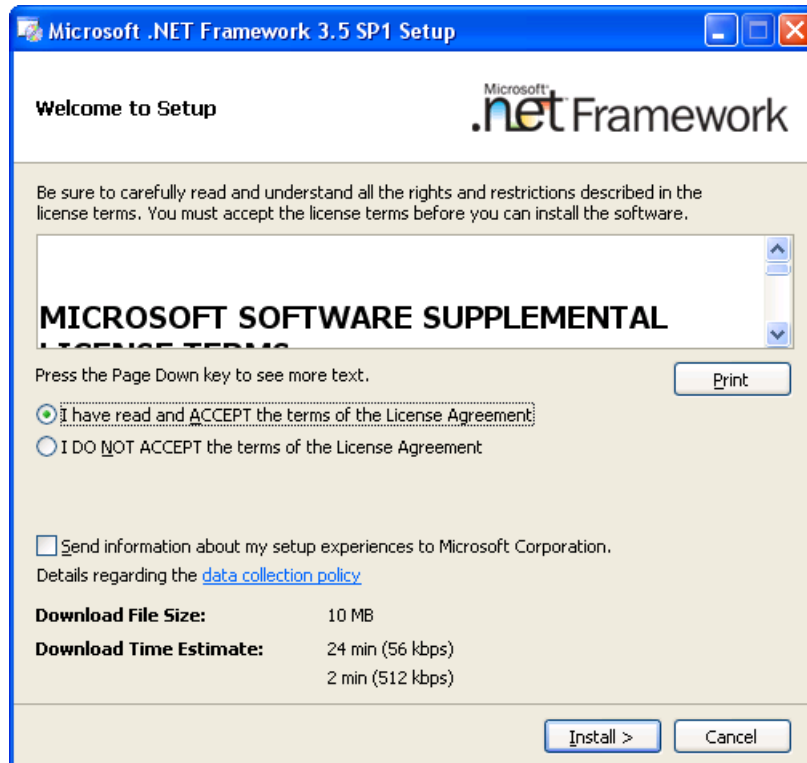 Microsoft .NET Framework 3.5 SP1 Setup
Welcome to Setup
Microsoft
.net Framework
Be sure to carefully read and understand all the rights and restrictions described in the
license terms. You must accept the license terms before you can install the software.
MICROSOFT SOFTWARE SUPPLEMENTAL
LICENSE TERMS
Press the Page Down key to see more text.
Print
I have read and ACCEPT the terms of the License Agreement
I DO NOT ACCEPT the terms of the License Agreement
Send information about my setup experiences to Microsoft Corporation.
Details regarding the data collection policy
Download File Size: 10 MB
Download Time Estimate: 24 min (56 kbps)
2 min (512 kbps)
Install > Cancel